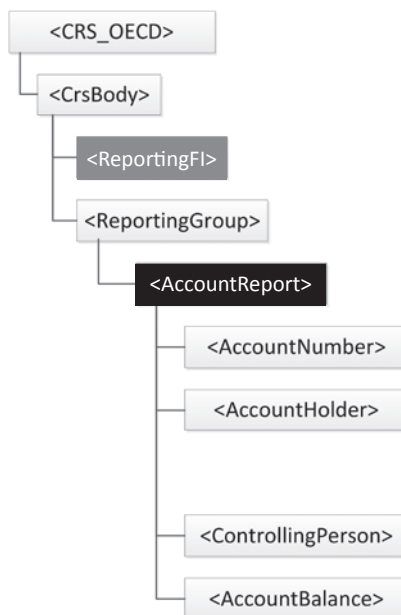 <CRS_OECD>
<CrsBody>
<ReportingFI>
<ReportingGroup>
<AccountReport>
<AccountNumber>
<AccountHolder>
<ControllingPerson>
<AccountBalance>